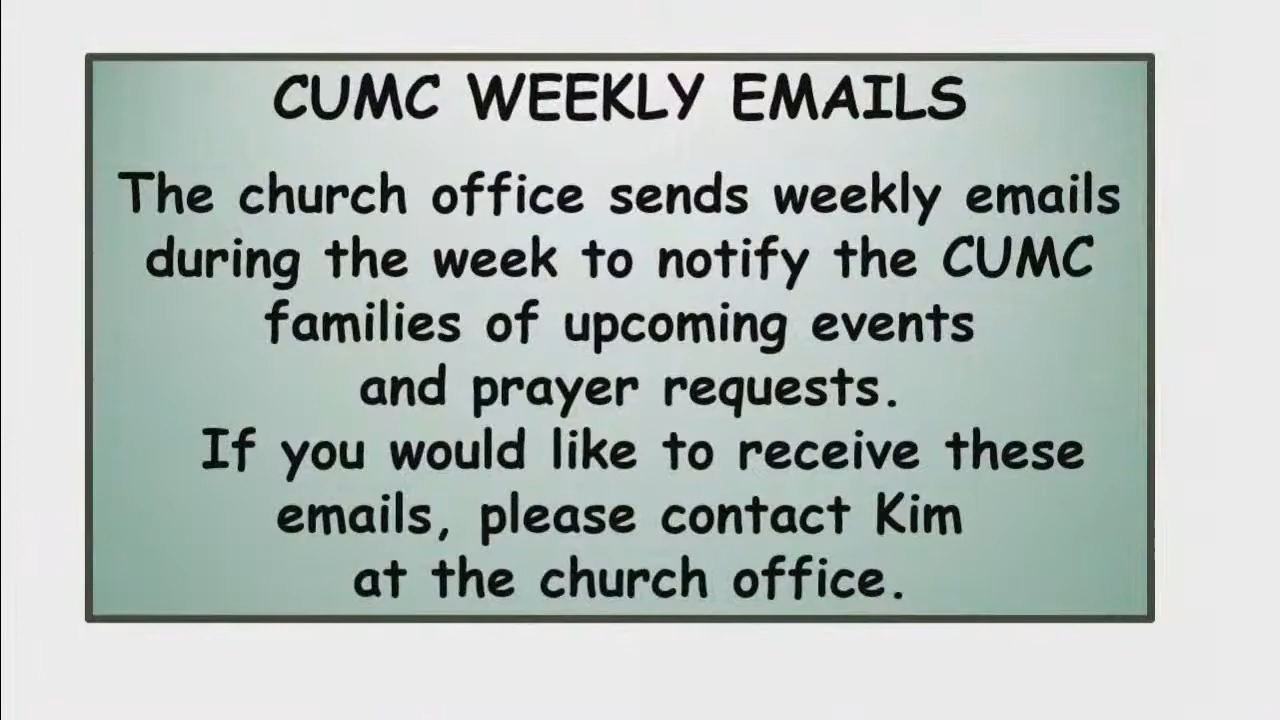 CUMC WEEKLY EMAILS
The church office sends weekly emails
during the week to notify the CUMC
families of upcoming events
and prayer requests.
If you would like to receive these
emails, please contact Kim
at the church office.